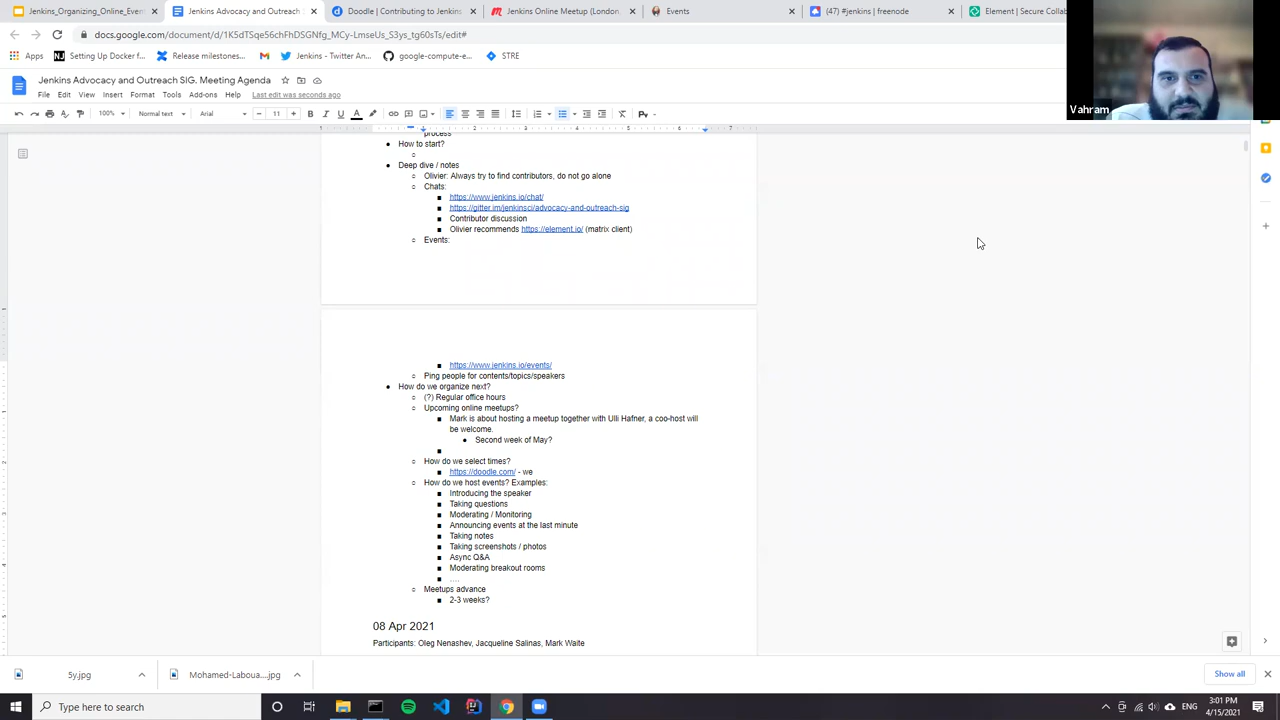 Jenkins_Organizing_Online_Even
Jenkins Advocacy and Outreach
Doodle | Contributing to Jenkins
Jenkins Online Meetup (London,
Events
(47) #jenkins | freenode
Element | Secure Collab
docs.google.com/document/d/1K5dTSqe56chFhDSGNfg_MCy-LmseUs_S3ys_tg60sTs/edit#
Apps
Setting Up Docker f...
Release milestones...
Jenkins - Twitter An...
google-compute-e...
STRE
Jenkins Advocacy and Outreach SIG. Meeting Agenda
File Edit View Insert Format Tools Add-ons Help Last edit was seconds ago
100% Normal text Arial 11
Vahram
process
How to start?
Deep dive / notes
Olivier: Always try to find contributors, do not go alone
Chats:
https://www.jenkins.io/chat/
https://gitter.im/jenkinsci/advocacy-and-outreach-sig
Contributor discussion
Olivier recommends https://element.io/ (matrix client)
Events:
https://www.jenkins.io/events/
Ping people for contents/topics/speakers
How do we organize next?
(?) Regular office hours
Upcoming online meetups?
Mark is about hosting a meetup together with Ulli Hafner, a coo-host will
be welcome.
Second week of May?
How do we select times?
https://doodle.com/ - we
How do we host events? Examples:
Introducing the speaker
Taking questions
Moderating / Monitoring
Announcing events at the last minute
Taking notes
Taking screenshots / photos
Async Q&A
Moderating breakout rooms
....
Meetups advance
2-3 weeks?
08 Apr 2021
Participants: Oleg Nenashev, Jacqueline Salinas, Mark Waite
5y.jpg
Mohamed-Laboua....jpg
Show all
Type here to search
ENG
3:01 PM
4/15/2021